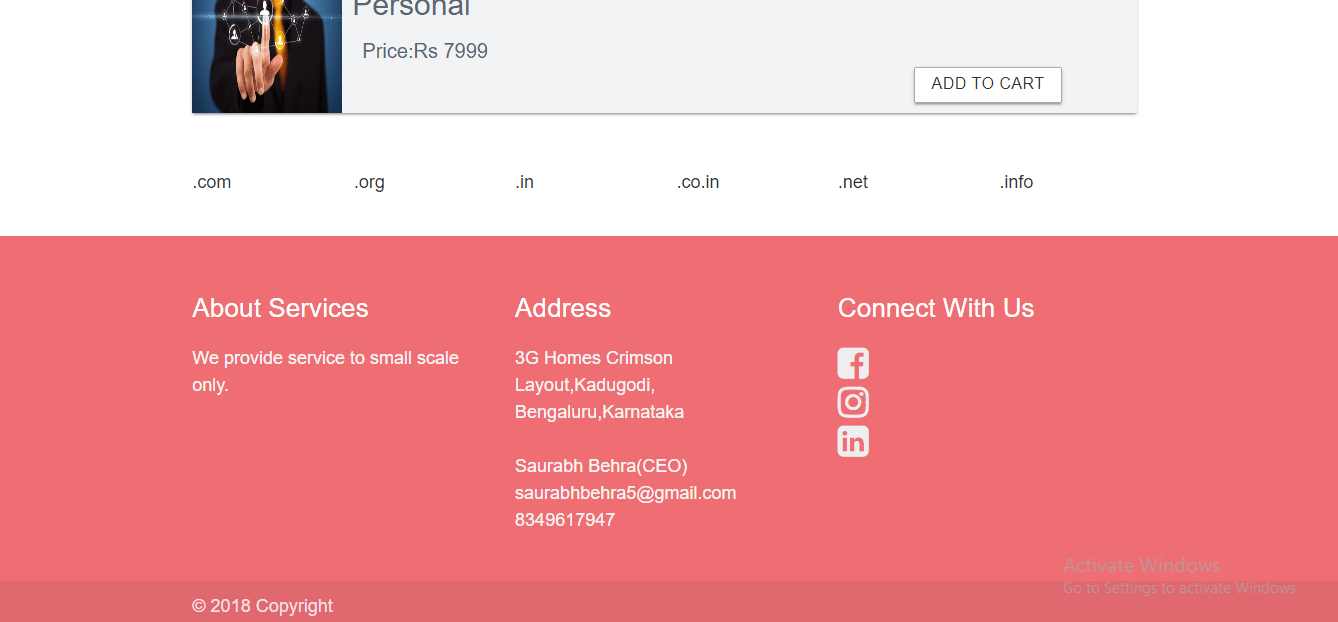 Personal
Price:Rs 7999
ADD TO CART
.com .org .in .co.in .net .info
About Services Address Connect With Us
We provide service to small scale
only.
3G Homes Crimson
Layout,Kadugodi,
Bengaluru,Karnataka
Saurabh Behra(CEO)
saurabhbehra5@gmail.com
8349617947
Activate Windows
Go to Settings to activate Windows.
© 2018 Copyright